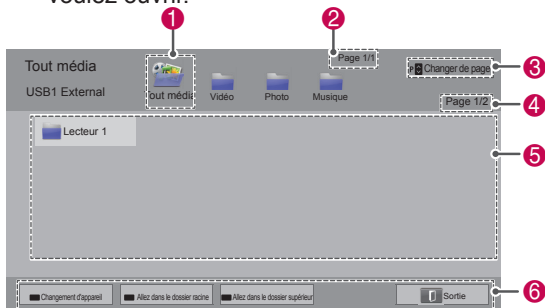 voulez ouvrir.
1
2
Tout média
Page 1/1
P Changer de page
3
USB1 External
Tout média
Vidéo
Photo
Musique
Page 1/2
4
Lecteur 1
5
Changement d'appareil
Allez dans le dossier racine
Allez dans le dossier supérieur
Sortie
6